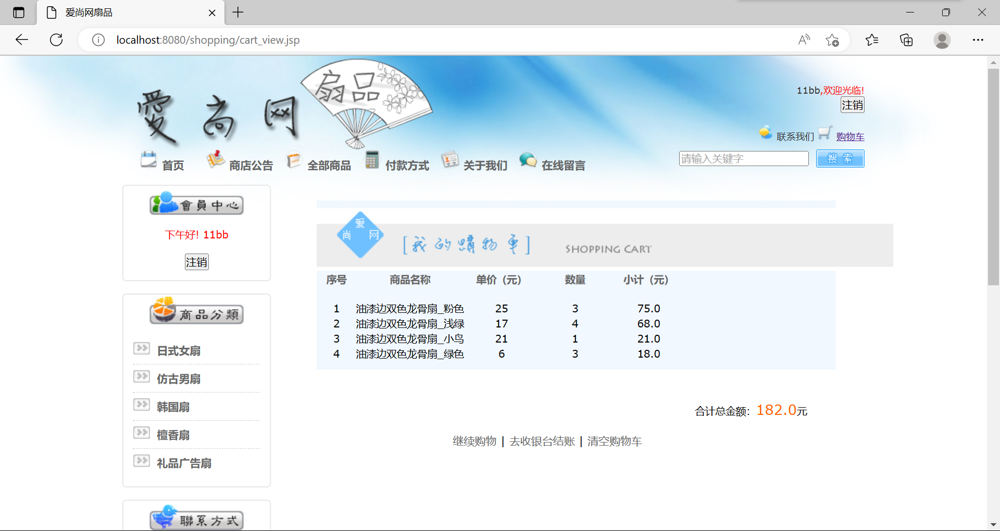 爱尚网扇品
localhost:8080/shopping/cart_view.jsp
愛尚网
扇品
11bb,欢迎光临!
注销
联系我们 购物车
首页 商店公告 全部商品 付款方式 关于我们 在线留言
请输入关键字 搜索
會員中心
下午好! 11bb
注销
商品分類
日式女扇
仿古男扇
韩国扇
檀香扇
礼品广告扇
聯系方式
爱
尚 网
[我的購物車] SHOPPING CART
序号 商品名称 单价（元） 数量 小计（元）
1 油漆边双色龙骨扇_粉色 25 3 75.0
2 油漆边双色龙骨扇_浅绿 17 4 68.0
3 油漆边双色龙骨扇_小鸟 21 1 21.0
4 油漆边双色龙骨扇_绿色 6 3 18.0
合计总金额：182.0元
继续购物 | 去收银台结账 | 清空购物车